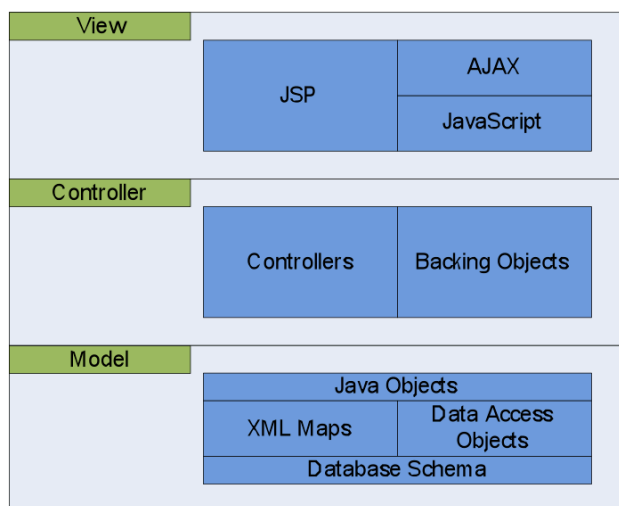 View
JSP
AJAX
JavaScript
Controller
Controllers
Backing Objects
Model
Java Objects
XML Maps
Data Access
Objects
Database Schema